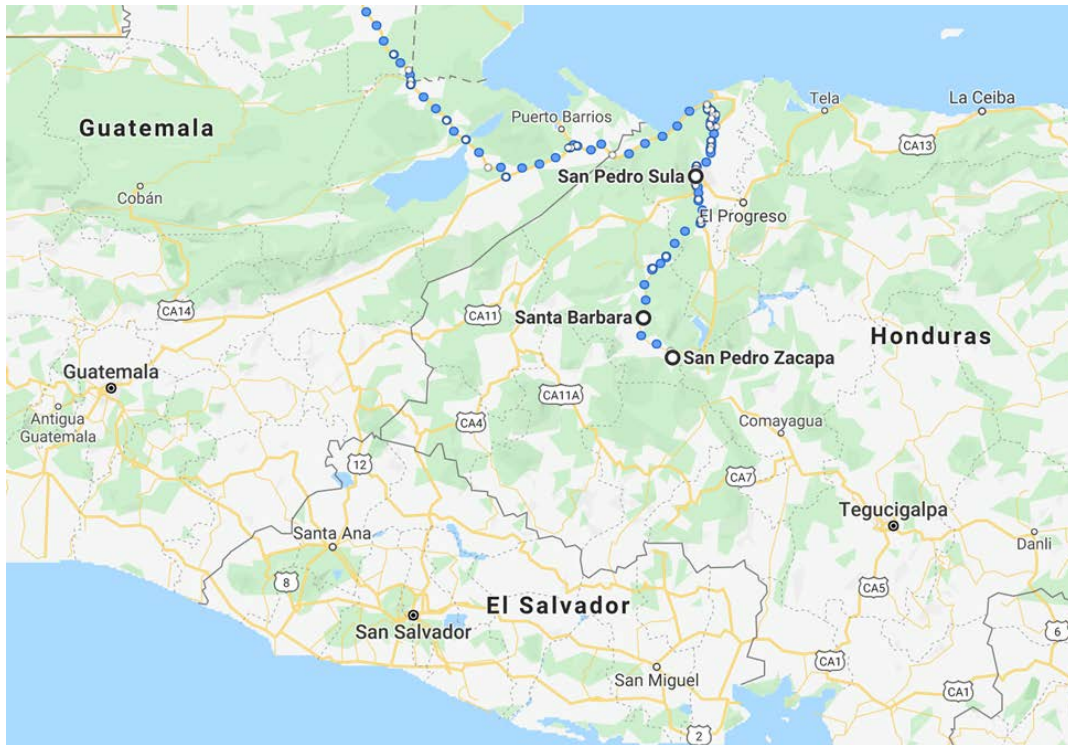 Tela
La Ceiba
Puerto Barrios
Guatemala
CA13
San Pedro Sula
Cobán
El Progreso
CA14
CA11
Santa Barbara
Honduras
San Pedro Zacapa
Guatemala
CA11A
Antigua
Guatemala
CA4
Comayagua
12
CA7
Tegucigalpa
Santa Ana
Danli
8
CA5
El Salvador
San Salvador
6
San Miguel
CA1
CA1
2